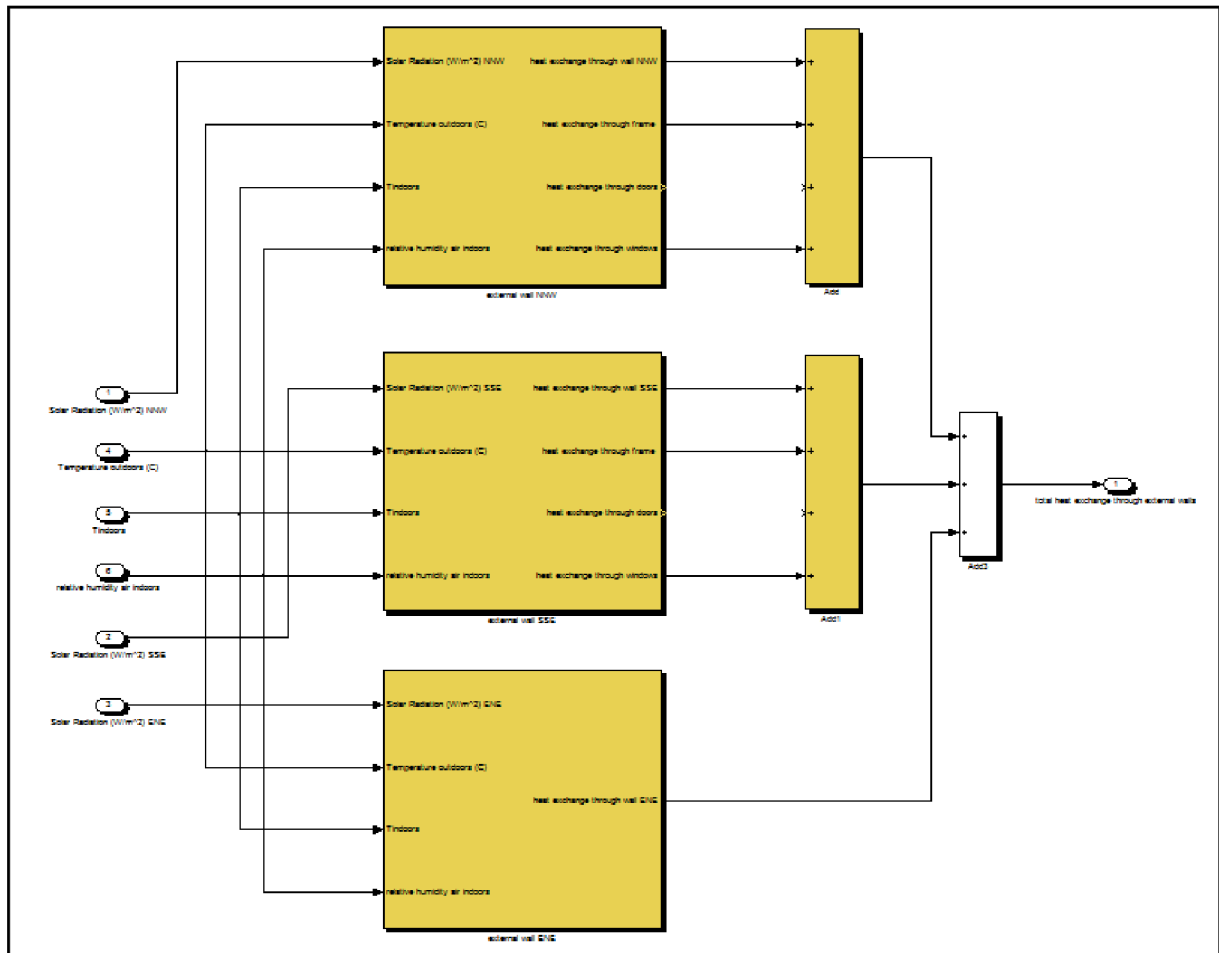 Solar Radiation (W/m^2) NNW
heat exchange through wall NNW
Temperature outdoors (C)
heat exchange through frame
Tindoors
heat exchange through doors
relative humidity air indoors
heat exchange through windows
external wall NNW
Add
1
Solar Radiation (W/m^2) NNW
4
Temperature outdoors (C)
Tindoors
6
relative humidity air indoors
2
Solar Radiation (W/m^2) SSE
3
Solar Radiation (W/m^2) ENE
Solar Radiation (W/m^2) SSE
heat exchange through wall SSE
Temperature outdoors (C)
heat exchange through frame
Tindoors
heat exchange through doors
relative humidity air indoors
heat exchange through windows
external wall SSE
Add1
Add3
1
total heat exchange through external walls
Solar Radiation (W/m^2) ENE
Temperature outdoors (C)
heat exchange through wall ENE
Tindoors
relative humidity air indoors
external wall ENE